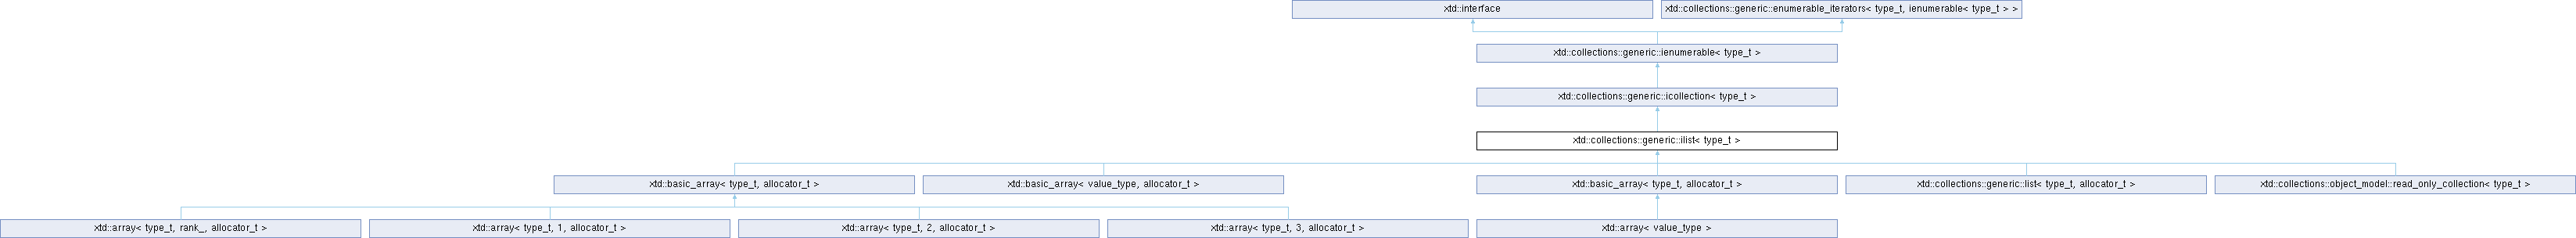 xtd::interface
xtd::collections::generic::enumerable_iterators< type_t, ienumerable< type_t > >
xtd::collections::generic::ienumerable< type_t >
xtd::collections::generic::icollection< type_t >
xtd::collections::generic::ilist< type_t >
xtd::basic_array< type_t, allocator_t >
xtd::basic_array< value_type, allocator_t >
xtd::basic_array< type_t, allocator_t >
xtd::collections::generic::list< type_t, allocator_t >
xtd::collections::object_model::read_only_collection< type_t >
xtd::array< type_t, rank_, allocator_t >
xtd::array< type_t, 1, allocator_t >
xtd::array< type_t, 2, allocator_t >
xtd::array< type_t, 3, allocator_t >
xtd::array< value_type >